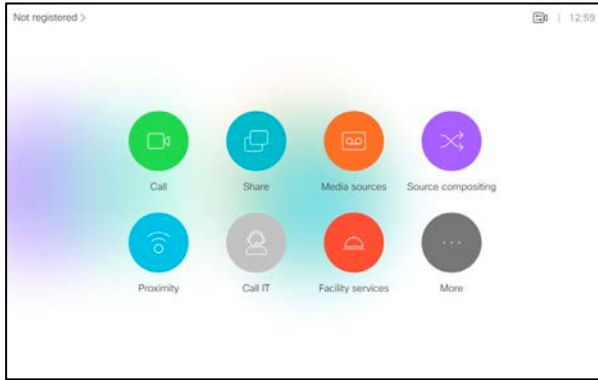 Not registered >
12:59
Call
Share
Media sources
Source compositing
Proximity
Call IT
Facility services
More